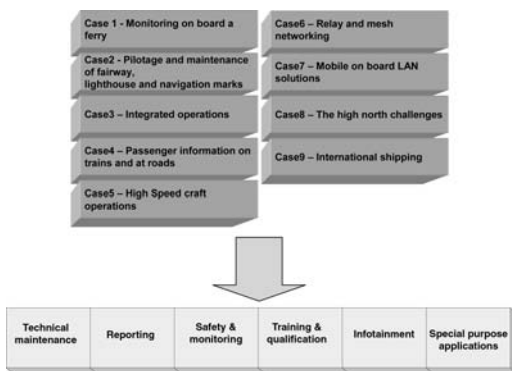 Case 1 - Monitoring on board a
ferry
Case2 - Pilotage and maintenance
of fairway,
lighthouse and navigation marks
Case3 – Integrated operations
Case4 – Passenger information on
trains and at roads
Case5 – High Speed craft
operations
Case6 – Relay and mesh
networking
Case7 – Mobile on board LAN
solutions
Case8 – The high north challenges
Case9 – International shipping
Technical
maintenance
Reporting
Safety &
monitoring
Training &
qualification
Infotainment
Special purpose
applications